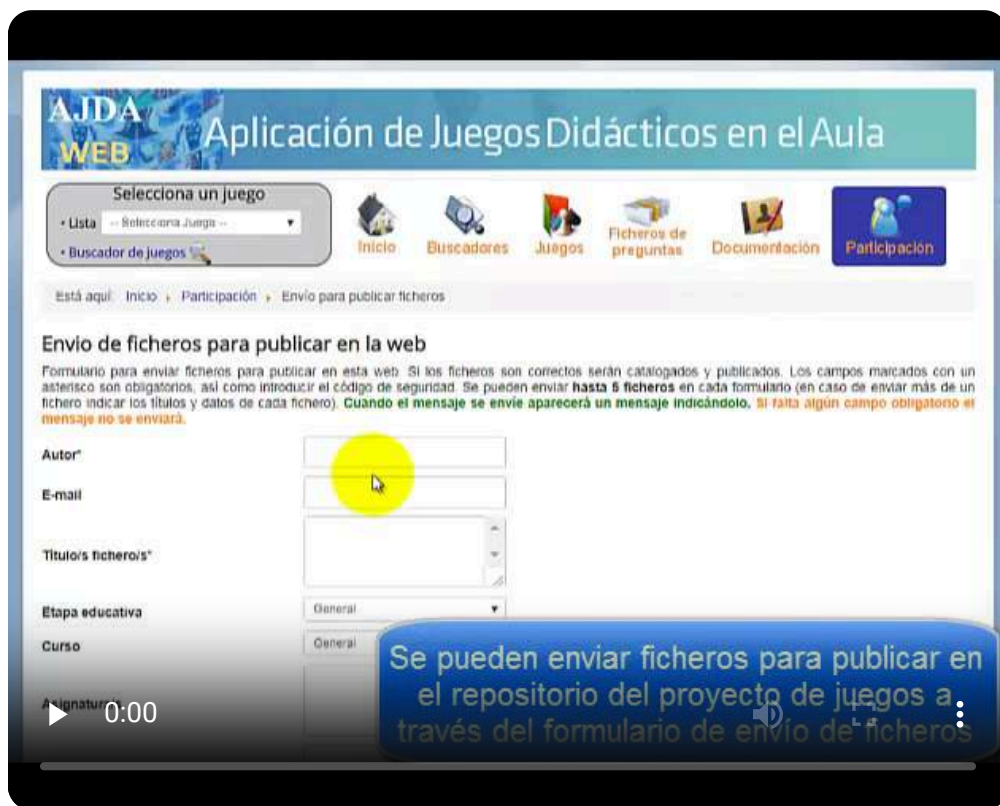 AJDA
WEB
Aplicación de Juegos Didácticos en el Aula
Selecciona un juego
• Lista -- Selecciona Juego --
• Buscador de juegos
Inicio
Buscadores
Juegos
Ficheros de
preguntas
Documentación
Participación
Está aquí: Inicio Participación Envío para publicar ficheros
Envio de ficheros para publicar en la web
Formulario para enviar ficheros para publicar en esta web. Si los ficheros son correctos serán catalogados y publicados. Los campos marcados con un
asterisco son obligatorios, así como introducir el código de seguridad. Se pueden enviar hasta 5 ficheros en cada formulario (en caso de enviar más de un
fichero indicar los títulos y datos de cada fichero). Cuando el mensaje se envíe aparecerá un mensaje indicándolo. Si falta algún campo obligatorio el
mensaje no se enviará.
Autor*
E-mail
Título/s fichero/s*
Etapa educativa General
Curso General
Asignatura/s
Se pueden enviar ficheros para publicar en
el repositorio del proyecto de juegos a
través del formulario de envío de ficheros
0:00